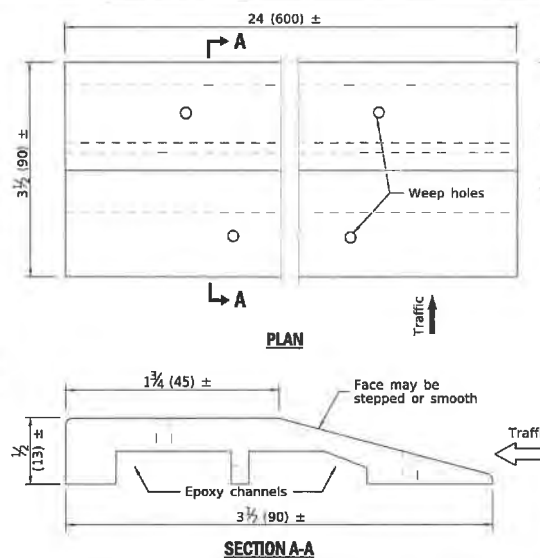 24 (600) ±
A
3½ (90) ±
Weep holes
A
Traffic
PLAN
1¾ (45) ±
Face may be
stepped or smooth
½
(13) ±
Traff
Epoxy channels
3½ (90) ±
SECTION A-A